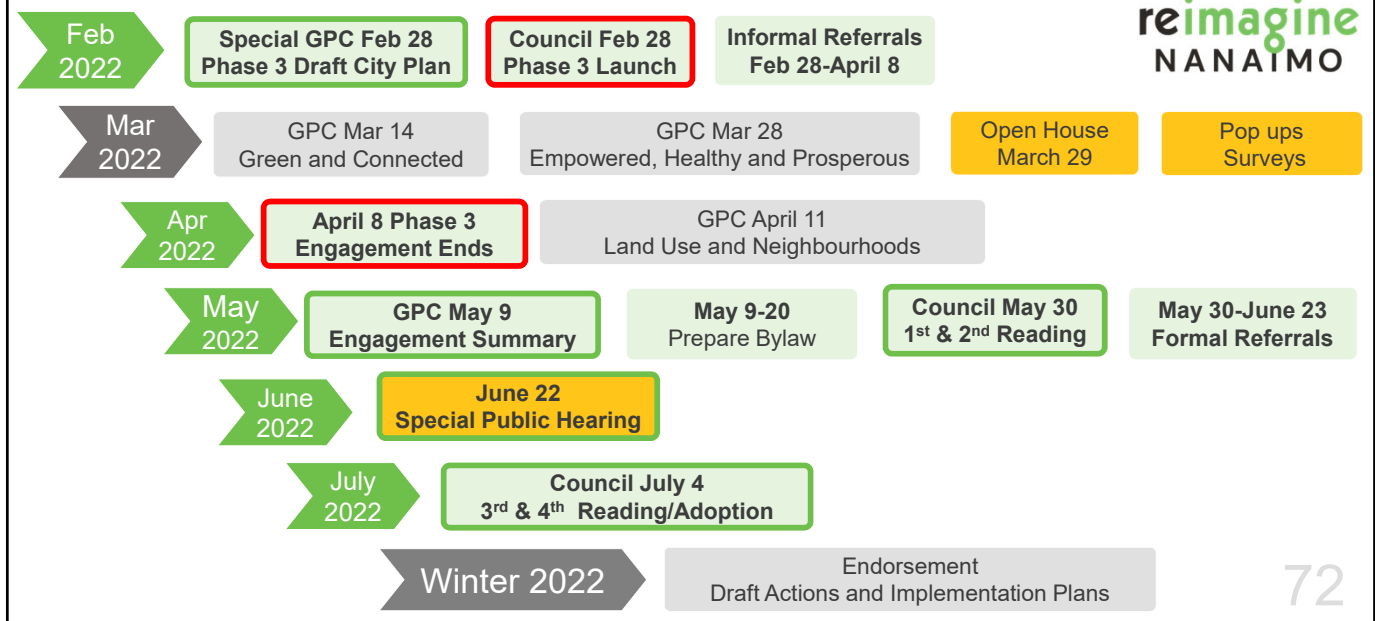 reimagine
NANAIMO
Feb
2022
Special GPC Feb 28
Phase 3 Draft City Plan
Council Feb 28
Phase 3 Launch
Informal Referrals
Feb 28-April 8
Mar
2022
GPC Mar 14
Green and Connected
GPC Mar 28
Empowered, Healthy and Prosperous
Open House
March 29
Pop ups
Surveys
Apr
2022
April 8 Phase 3
Engagement Ends
GPC April 11
Land Use and Neighbourhoods
May
2022
GPC May 9
Engagement Summary
May 9-20
Prepare Bylaw
Council May 30
1st & 2nd Reading
May 30-June 23
Formal Referrals
June
2022
June 22
Special Public Hearing
July
2022
Council July 4
3rd & 4th Reading/Adoption
Winter 2022
Endorsement
Draft Actions and Implementation Plans
72